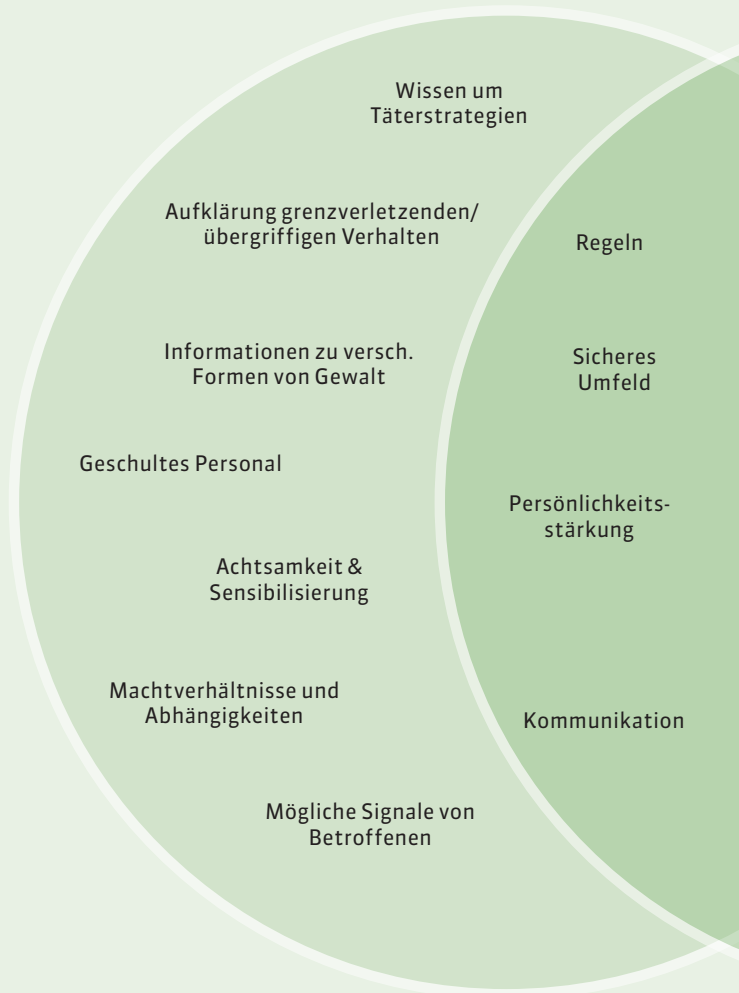 Wissen um
Täterstrategien
Aufklärung grenzverletzenden/
übergriffigen Verhalten
Regeln
Informationen zu versch.
Formen von Gewalt
Sicheres
Umfeld
Geschultes Personal
Persönlichkeits-
stärkung
Achtsamkeit &
Sensibilisierung
Machtverhältnisse und
Abhängigkeiten
Kommunikation
Mögliche Signale von
Betroffenen